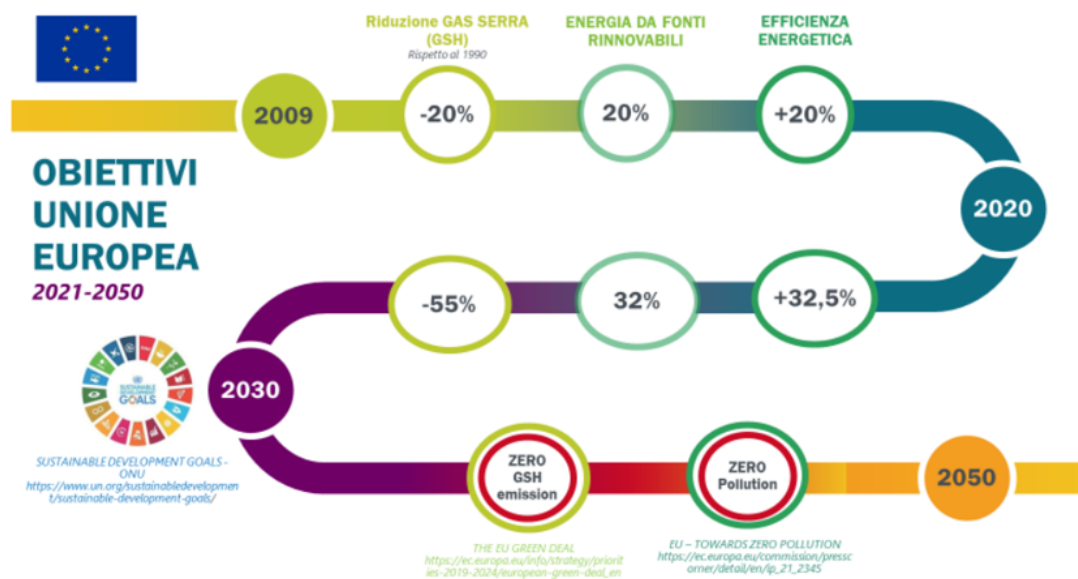 Riduzione GAS SERRA
(GSH)
Rispetto al 1990
ENERGIA DA FONTI
RINNOVABILI
EFFICIENZA
ENERGETICA
2009
-20%
20%
+20%
OBIETTIVI
UNIONE
EUROPEA
2021-2050
2020
-55%
32%
+32,5%
SUSTAINABLE
DEVELOPMENT
GOALS
2030
SUSTAINABLE DEVELOPMENT GOALS -
ONU
https://www.un.org/sustainabledevelopmen
t/sustainable-development-goals/
ZERO
GSH
emission
ZERO
Pollution
2050
THE EU GREEN DEAL
https://ec.europa.eu/info/strategy/priorit
ies-2019-2024/european-green-deal_en
EU – TOWARDS ZERO POLLUTION
https://ec.europa.eu/commission/pressc
orner/detail/en/ip_21_2345